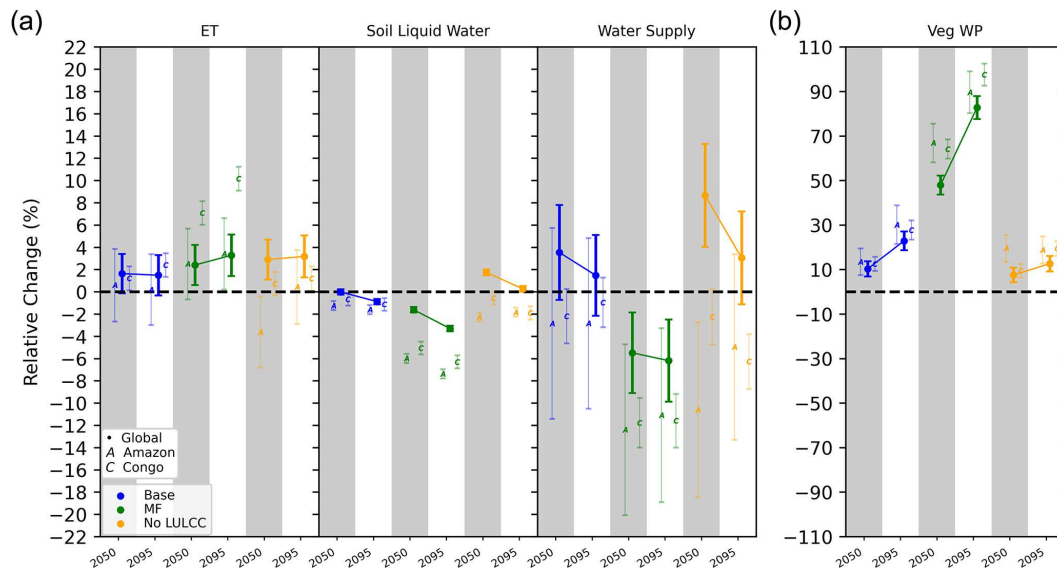 (a)
(b)
ET
Soil Liquid Water
Water Supply
Veg WP
Relative Change (%)
22
20
18
16
14
12
10
8
6
4
2
0
−2
−4
−6
−8
−10
−12
−14
−16
−18
−20
−22
110
90
70
50
30
10
−10
−30
−50
−70
−90
−110
A C A C A C A C A C A C
A C A C A C A C A C A C
A C A C A C A C A C A C
A C A C A C A C A C A C
Global
A Amazon
C Congo
Base
MF
No LULCC
2050 2095 2050 2095 2050 2095
2050 2095 2050 2095 2050 2095
2050 2095 2050 2095 2050 2095
2050 2095 2050 2095 2050 2095